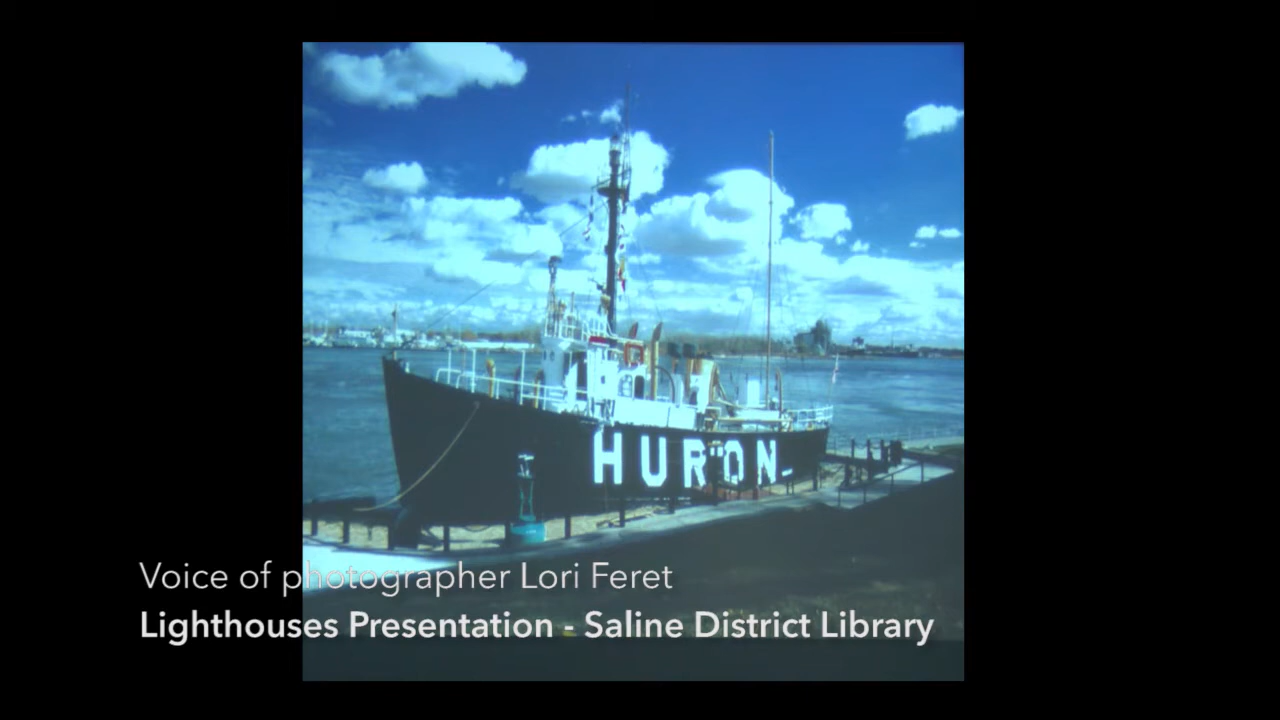 HURON
Voice of photographer Lori Feret
Lighthouses Presentation - Saline District Library